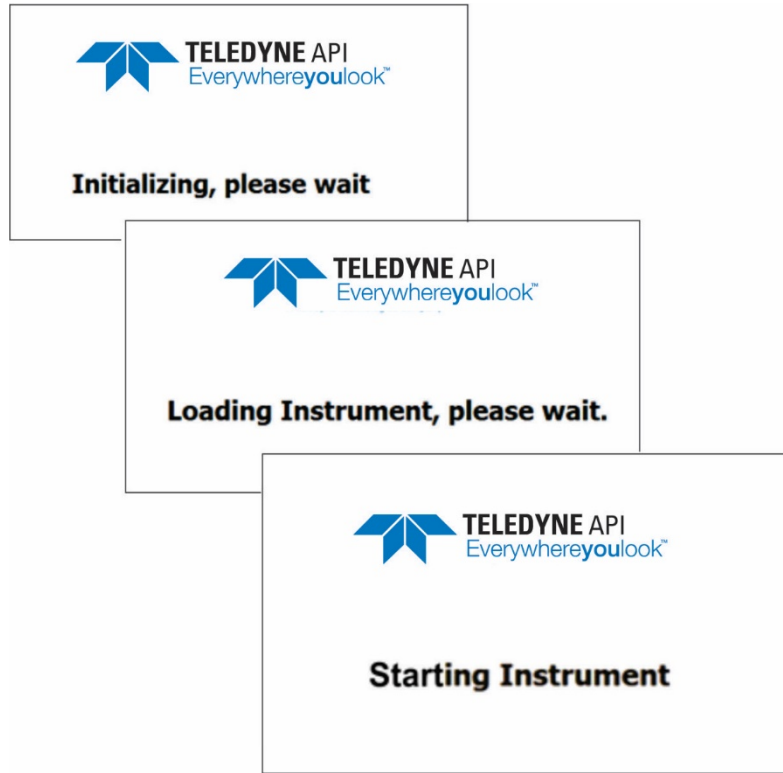 TELEDYNE API
Everywhereyoulook™
Initializing, please wait
TELEDYNE API
Everywhereyoulook™
Loading Instrument, please wait.
TELEDYNE API
Everywhereyoulook™
Starting Instrument